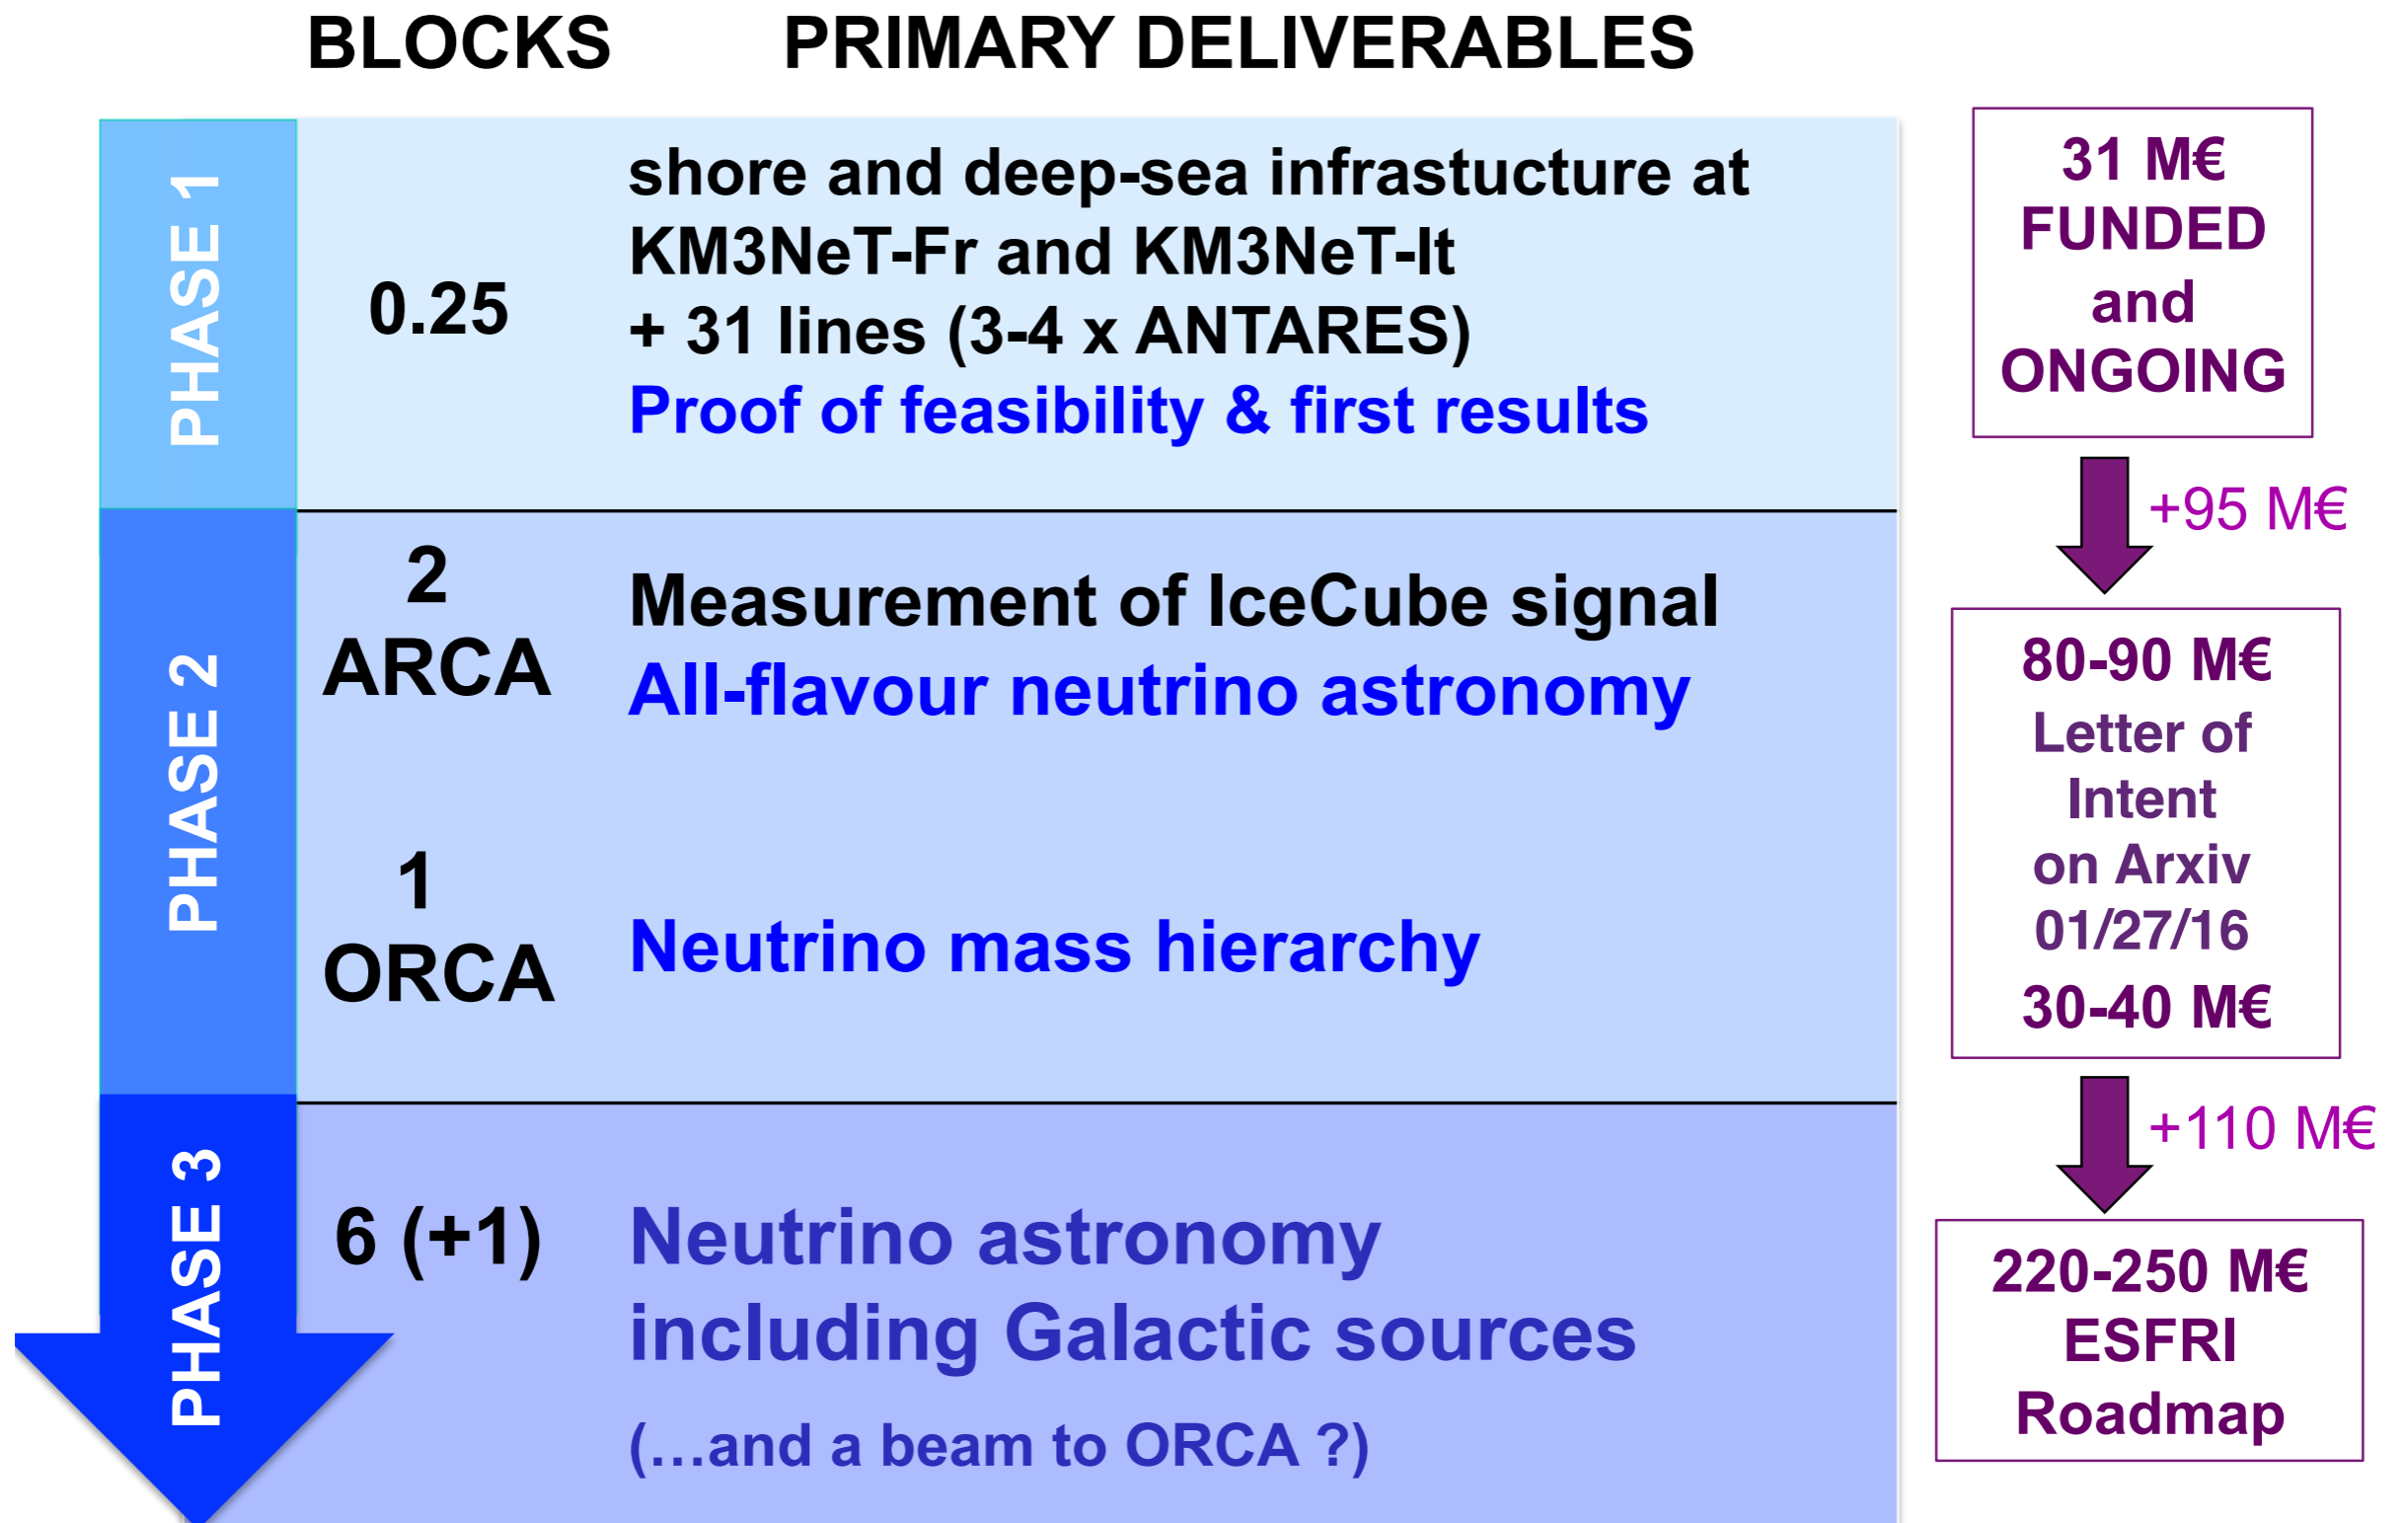 BLOCKS PRIMARY DELIVERABLES
PHASE 1
0.25
shore and deep-sea infrastucture at
KM3NeT-Fr and KM3NeT-It
+ 31 lines (3-4 x ANTARES)
Proof of feasibility & first results
31 M€
FUNDED
and
ONGOING
+95 M€
PHASE 2
2
ARCA
Measurement of IceCube signal
All-flavour neutrino astronomy
1
ORCA
Neutrino mass hierarchy
80-90 M€
Letter of
Intent
on Arxiv
01/27/16
30-40 M€
+110 M€
PHASE 3
6 (+1)
Neutrino astronomy
including Galactic sources
(…and a beam to ORCA ?)
220-250 M€
ESFRI
Roadmap